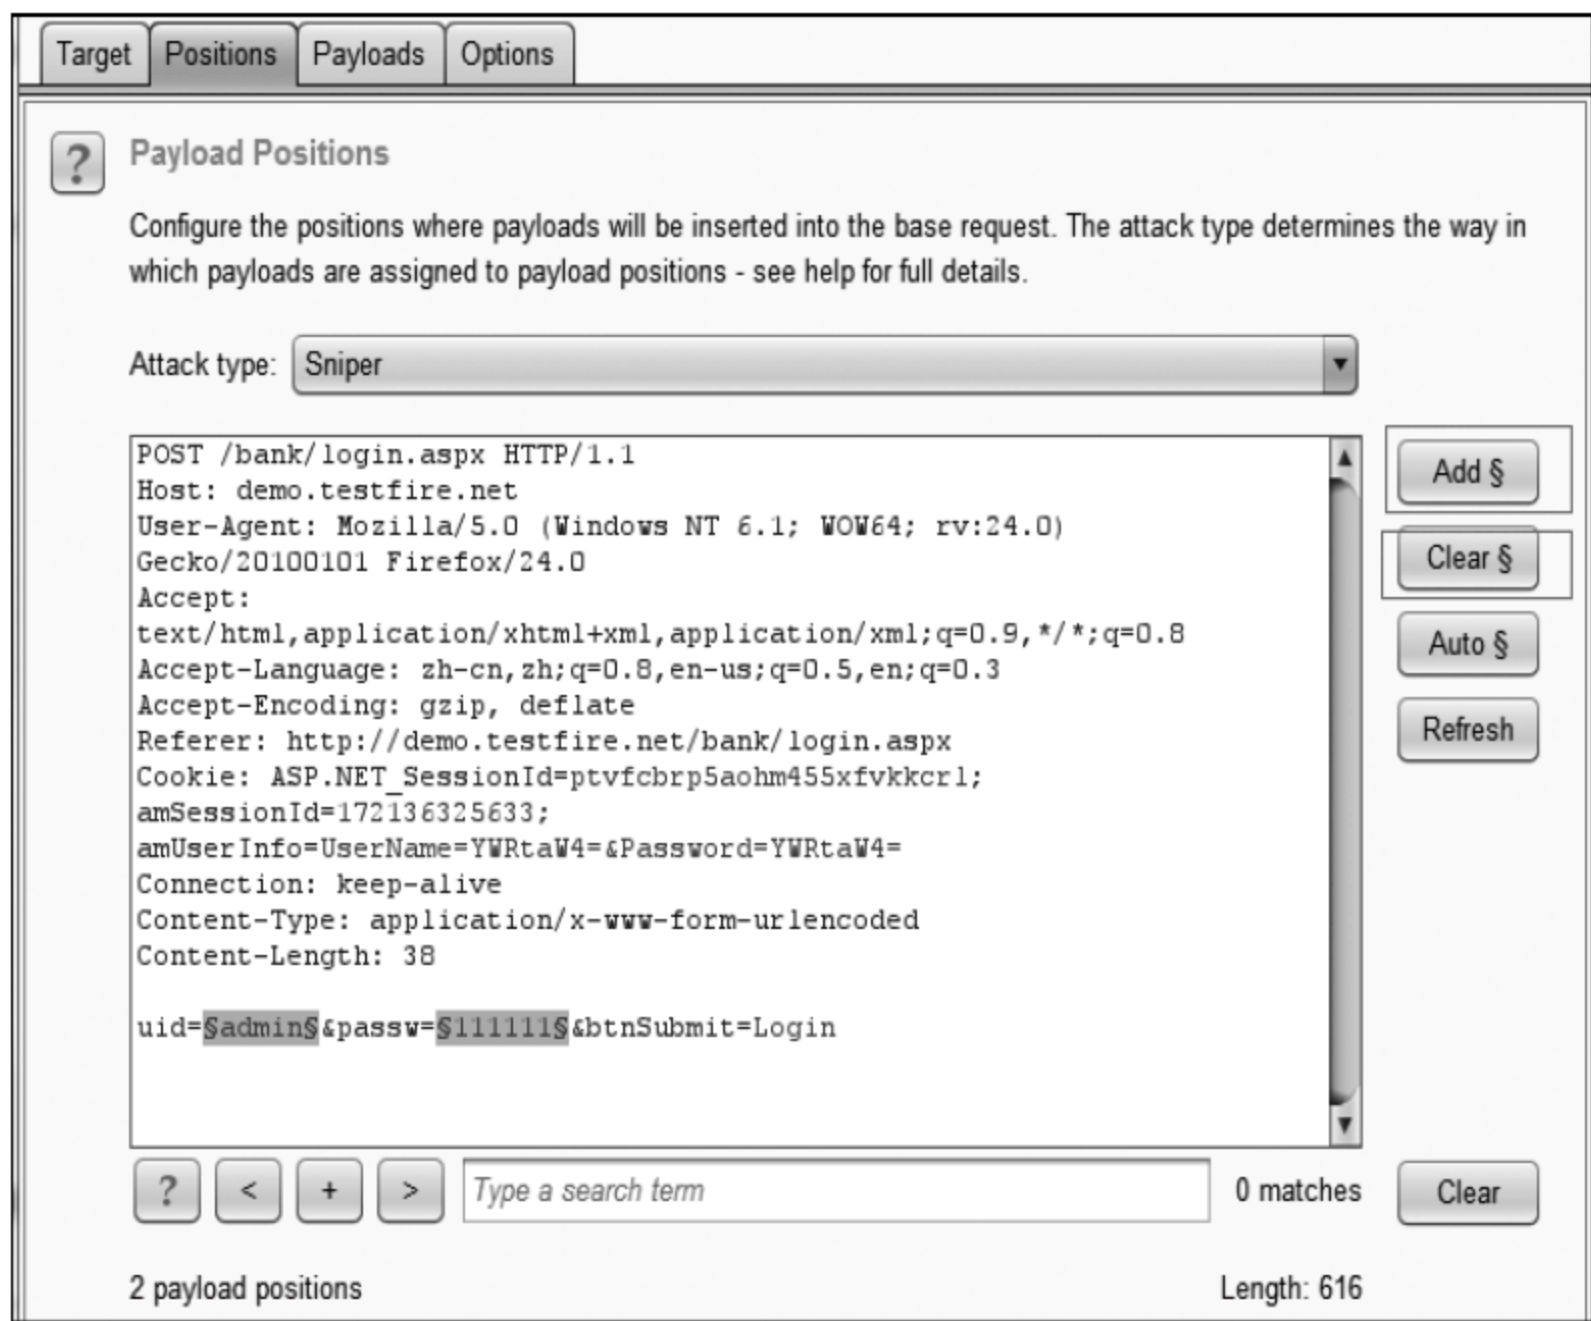 Target Positions Payloads Options
?
Payload Positions
Configure the positions where payloads will be inserted into the base request. The attack type determines the way in
which payloads are assigned to payload positions - see help for full details.
Attack type: Sniper
POST /bank/login.aspx HTTP/1.1
Host: demo.testfire.net
User-Agent: Mozilla/5.0 (Windows NT 6.1; WOW64; rv:24.0)
Gecko/20100101 Firefox/24.0
Accept:
text/html,application/xhtml+xml,application/xml;q=0.9,*/*;q=0.8
Accept-Language: zh-cn,zh;q=0.8,en-us;q=0.5,en;q=0.3
Accept-Encoding: gzip, deflate
Referer: http://demo.testfire.net/bank/login.aspx
Cookie: ASP.NET_SessionId=ptvfcbrp5aohm455xfvkkcrl;
amSessionId=172136325633;
amUserInfo=UserName=YWRtaW4=&Password=YWRtaW4=
Connection: keep-alive
Content-Type: application/x-www-form-urlencoded
Content-Length: 38
uid=§admin§&passw=§111111§&btnSubmit=Login
Add §
Clear §
Auto §
Refresh
? < + > Type a search term 0 matches Clear
2 payload positions Length: 616